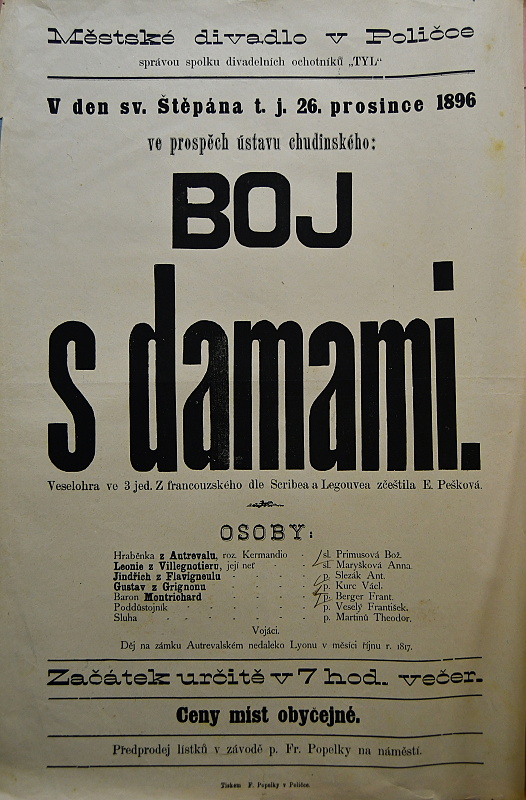 Městské divadlo v Poličce
správou spolku divadelních ochotníků „TYL“
V den sv. Štěpána t. j. 26. prosince 1896
ve prospěch ústavu chudinského:
BOJ
s damami.
Veselohra ve 3 jed. Z francouzského dle Scribea a Legouvea zčeštila E. Pešková.
OSOBY:
Hraběnka z Autrevalu, roz. Kermandio - sl. Primusová Bož.
Leonie z Villegnotieru, její neť - sl. Maryšková Anna.
Jindřich z Flavigneulu - - - - p. Slezák Ant.
Gustav z Grignonu - - - - p. Kurc Václ.
Baron Montrichard - - - - p. Berger Frant.
Poddůstojník - - - - - p. Veselý František.
Sluha - - - - - - p. Martinů Theodor.
Vojáci.
Děj na zámku Autrevalském nedaleko Lyonu v měsíci říjnu r. 1817.
Začátek určitě v 7 hod. večer.
Ceny míst obyčejné.
Předprodej lístků v závodě p. Fr. Popelky na náměstí.
Tiskem F. Popelky v Poličce.